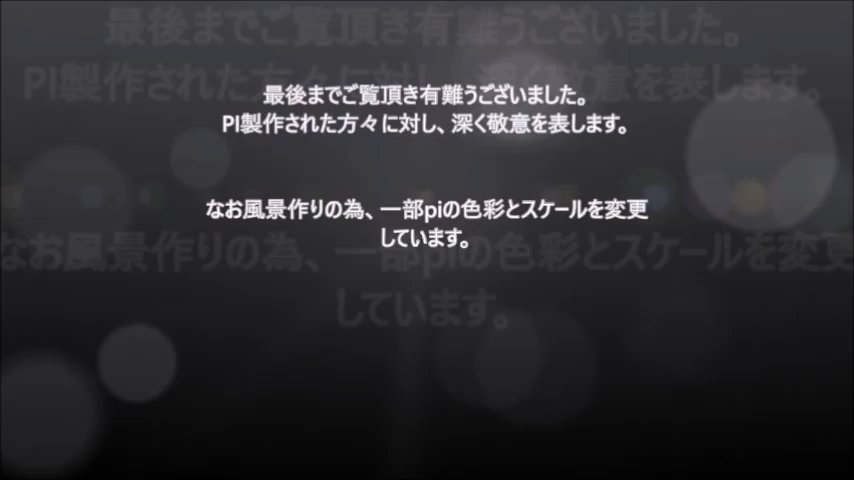 最後までご覧頂き有難うございました。
PI製作された方々に対し、深く敬意を表します。
なお風景作りの為、一部piの色彩とスケールを変更
しています。